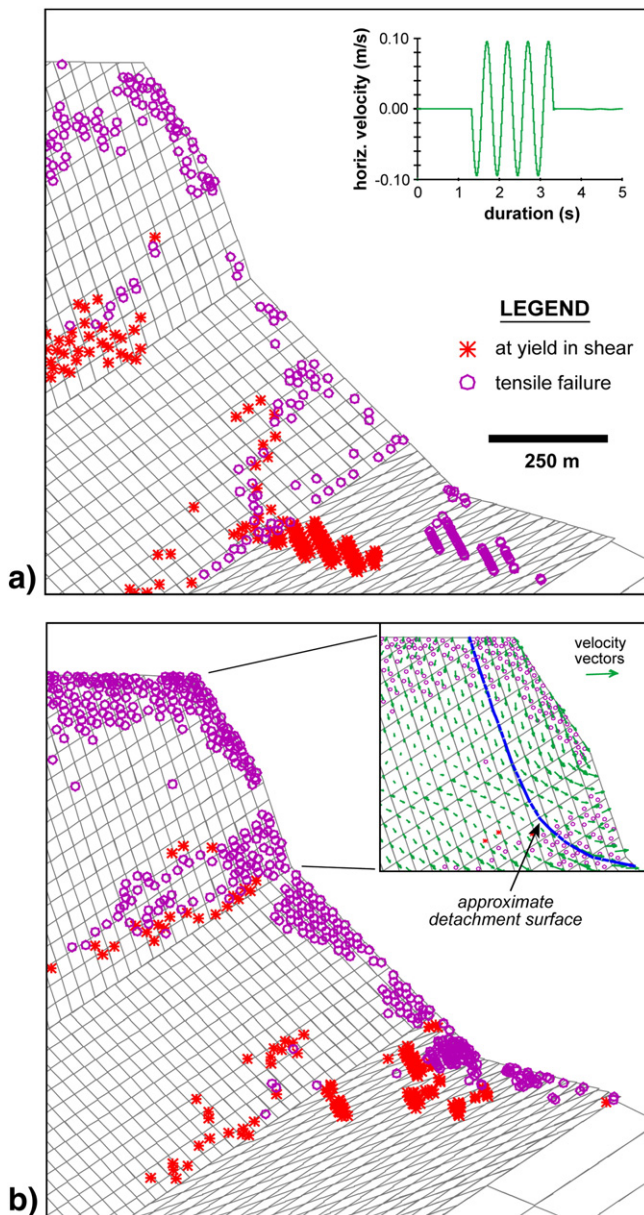 a)
horiz. velocity (m/s)
0.10
0.00
-0.10
0 1 2 3 4 5
duration (s)
LEGEND
at yield in shear
tensile failure
250 m
b)
velocity
vectors
approximate
detachment surface